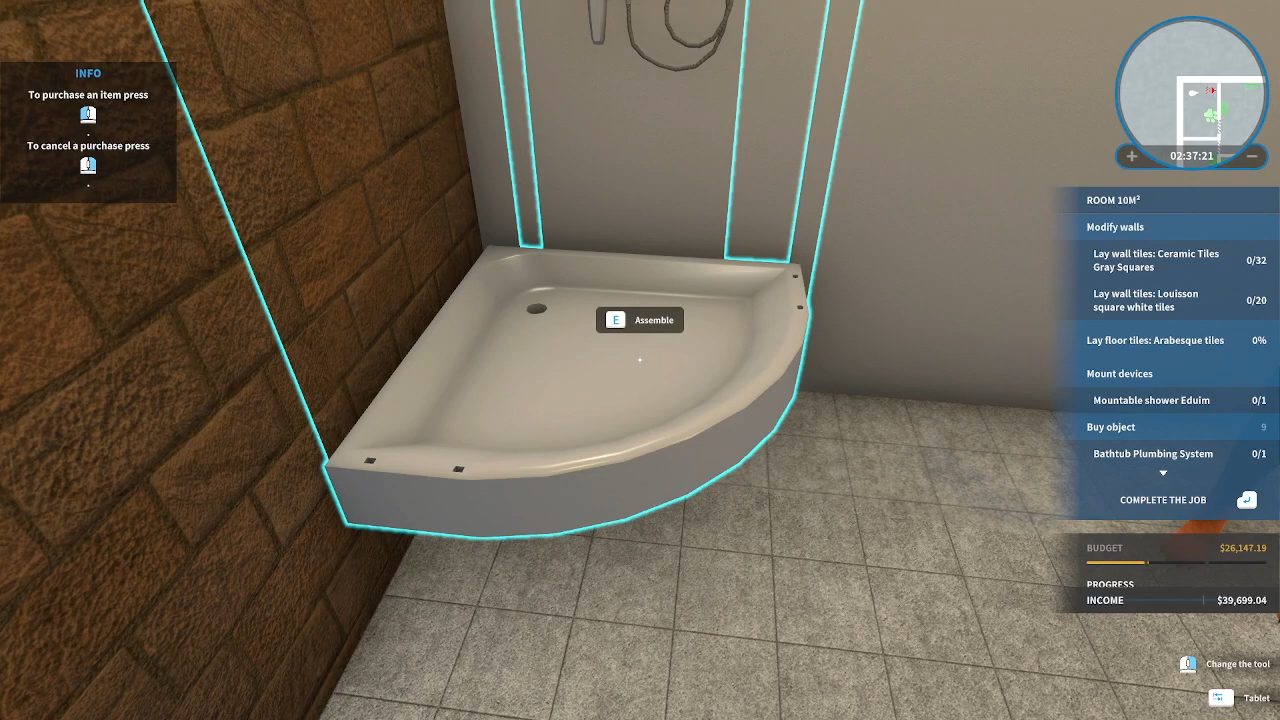 INFO
To purchase an item press
.
To cancel a purchase press
.
E Assemble
+ 02:37:21 −
ROOM 10M²
Modify walls
Lay wall tiles: Ceramic Tiles
Gray Squares 0/32
Lay wall tiles: Louisson
square white tiles 0/20
Lay floor tiles: Arabesque tiles 0%
Mount devices
Mountable shower Eduim 0/1
Buy object 9
Bathtub Plumbing System 0/1
COMPLETE THE JOB
BUDGET $26,147.19
PROGRESS
INCOME $39,699.04
Change the tool
Tablet